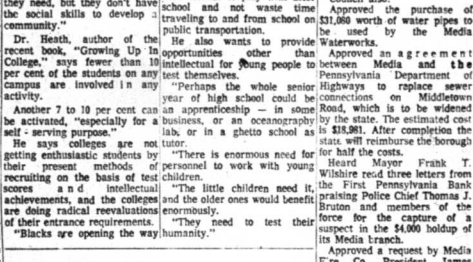 they need, but they don't have
the social skills to develop a
community."
Dr. Heath, author of the
recent book, "Growing Up In
College," says fewer than 10
per cent of the students on any
campus are involved in any
activity.
Another 7 to 10 per cent can
be activated, "especially for a
self - serving purpose."
He says colleges are not
getting enthusiastic students by
their present methods of
recruiting on the basis of test
scores and intellectual
achievements, and the colleges
are doing radical reevaluations
of their entrance requirements.
"Blacks are opening the way
school and not waste time
traveling to and from school on
public transportation.
He also wants to provide
opportunities other than
intellectual for young people to
test themselves.
"Perhaps the whole senior
year of high school could be
an apprenticeship — in some
business, or an oceanography
lab, or in a ghetto school as
tutor.
"There is enormous need for
personnel to work with young
children.
"The little children need it,
and the older ones would benefit
enormously.
"They need to test their
humanity."
Approved the purchase of
$31,080 worth of water pipes to
be used by the Media
Waterworks.
Approved an agreement
between Media and the
Pennsylvania Department of
Highways to replace sewer
connections on Middletown
Road, which is to be widened
by the state. The estimated cost
is $18,981. After completion the
state will reimburse the borough
for half the costs.
Heard Mayor Frank T.
Wilshire read three letters from
the First Pennsylvania Bank
praising Police Chief Thomas J.
Bruton and members of the
force for the capture of a
suspect in the $4,000 holdup of
its Media branch.
Approved a request by Media